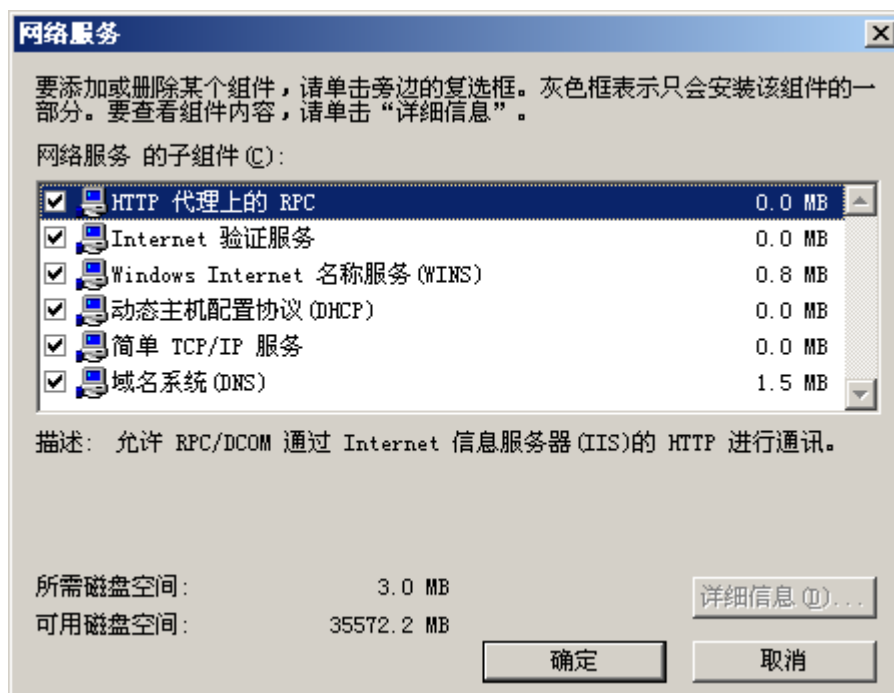 网络服务
要添加或删除某个组件，请单击旁边的复选框。灰色框表示只会安装该组件的一
部分。要查看组件内容，请单击“详细信息”。
网络服务 的子组件(C):
HTTP 代理上的 RPC 0.0 MB
Internet 验证服务 0.0 MB
Windows Internet 名称服务(WINS) 0.8 MB
动态主机配置协议(DHCP) 0.0 MB
简单 TCP/IP 服务 0.0 MB
域名系统(DNS) 1.5 MB
描述: 允许 RPC/DCOM 通过 Internet 信息服务器(IIS)的 HTTP 进行通讯。
所需磁盘空间: 3.0 MB
详细信息(D)...
可用磁盘空间: 35572.2 MB
确定 取消